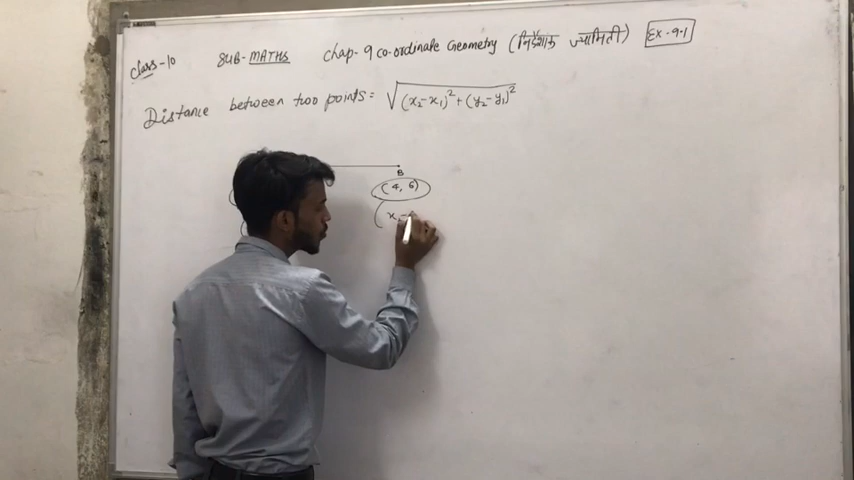 Class-10 SUB-MATHS Chap-9 co-ordinate Geometry (निर्देशांक ज्यामिती) Ex-9.1
Distance between two points = √(x₂-x₁)²+(y₂-y₁)²
B
(4, 6)
(x₂